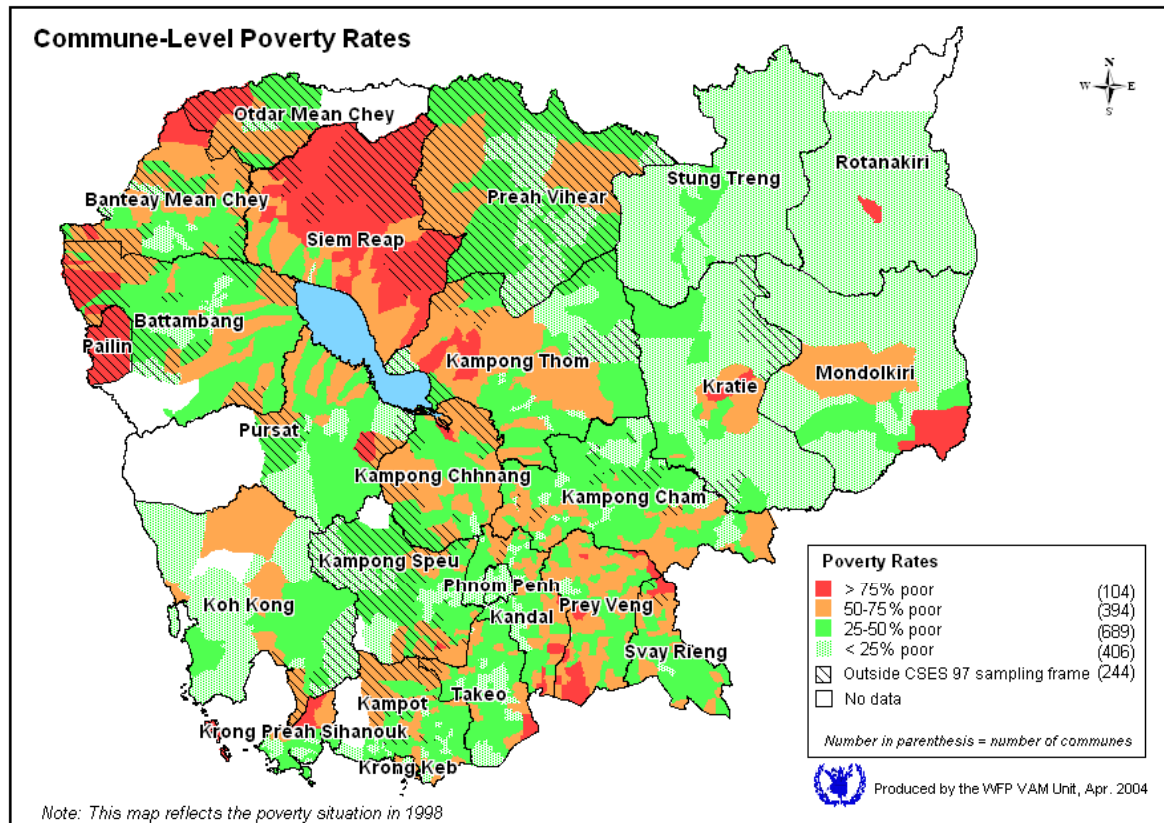 Commune-Level Poverty Rates
N
W E
S
Otdar Mean Chey
Rotanakiri
Stung Treng
Banteay Mean Chey
Preah Vihear
Siem Reap
Battambang
Pailin
Kampong Thom
Kratie
Mondolkiri
Pursat
Kampong Chhnang
Kampong Cham
Kampong Speu
Phnom Penh
Koh Kong
Kandal
Prey Veng
Svay Rieng
Takeo
Kampot
Krong Preah Sihanouk
Krong Keb
Poverty Rates
> 75% poor (104)
50-75% poor (394)
25-50% poor (689)
< 25% poor (406)
Outside CSES 97 sampling frame (244)
No data
Number in parenthesis = number of communes
Produced by the WFP VAM Unit, Apr. 2004
Note: This map reflects the poverty situation in 1998